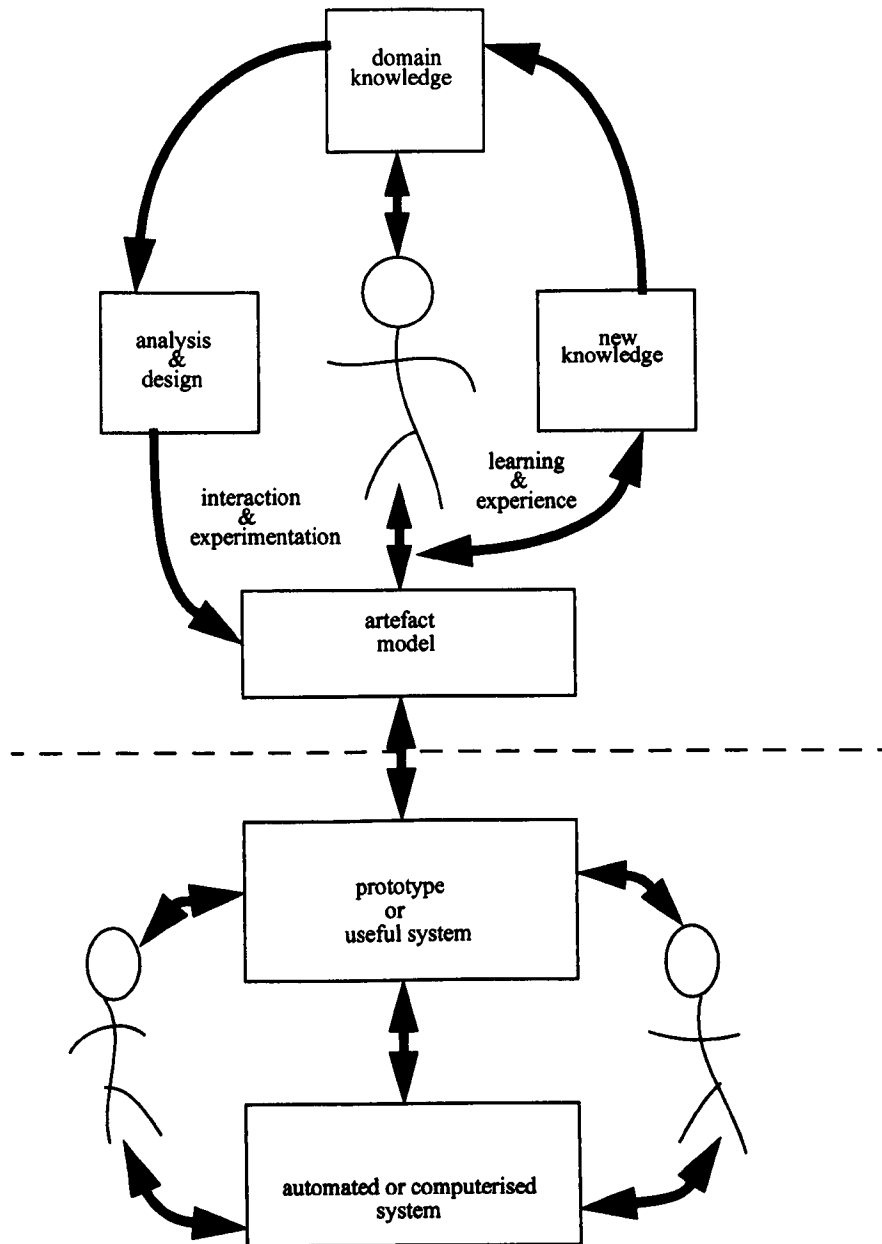 domain
knowledge
analysis
&
design
new
knowledge
learning
&
experience
interaction
&
experimentation
artefact
model
prototype
or
useful system
automated or computerised
system